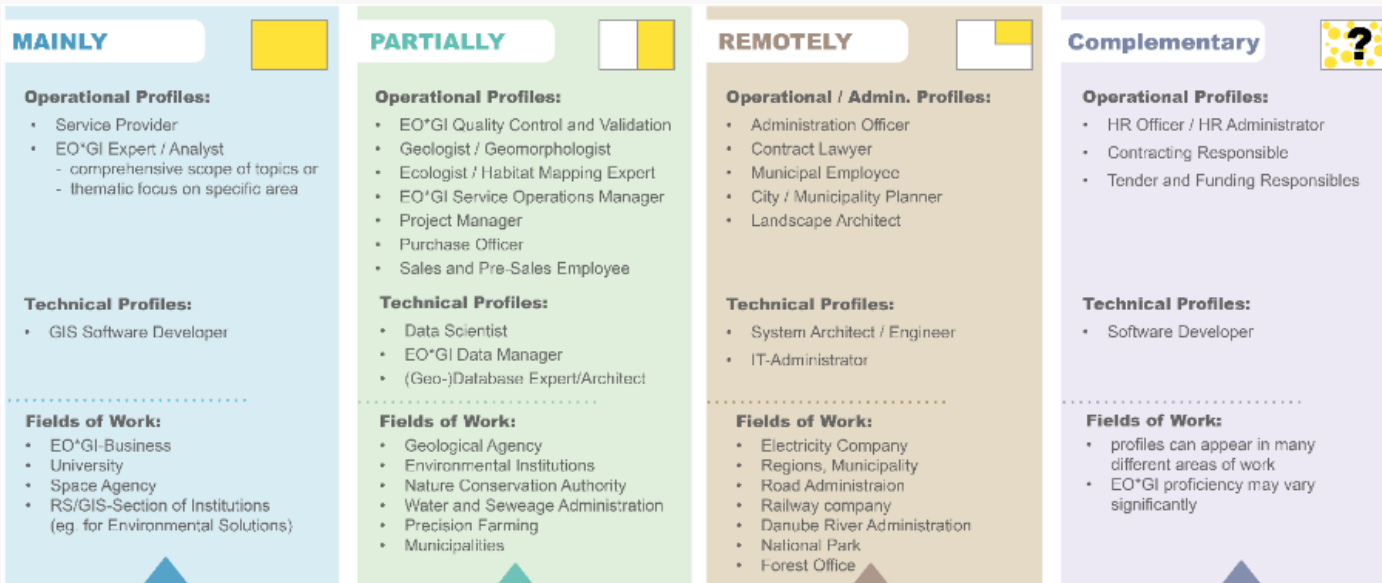 MAINLY
Operational Profiles:
• Service Provider
• EO*GI Expert / Analyst
- comprehensive scope of topics or
- thematic focus on specific area
Technical Profiles:
• GIS Software Developer
Fields of Work:
• EO*GI-Business
• University
• Space Agency
• RS/GIS-Section of Institutions
(eg. for Environmental Solutions)
PARTIALLY
Operational Profiles:
• EO*GI Quality Control and Validation
• Geologist / Geomorphologist
• Ecologist / Habitat Mapping Expert
• EO*GI Service Operations Manager
• Project Manager
• Purchase Officer
• Sales and Pre-Sales Employee
Technical Profiles:
• Data Scientist
• EO*GI Data Manager
• (Geo-)Database Expert/Architect
Fields of Work:
• Geological Agency
• Environmental Institutions
• Nature Conservation Authority
• Water and Seweage Administration
• Precision Farming
• Municipalities
REMOTELY
Operational / Admin. Profiles:
• Administration Officer
• Contract Lawyer
• Municipal Employee
• City / Municipality Planner
• Landscape Architect
Technical Profiles:
• System Architect / Engineer
• IT-Administrator
Fields of Work:
• Electricity Company
• Regions, Municipality
• Road Administraion
• Railway company
• Danube River Administration
• National Park
• Forest Office
Complementary
?
Operational Profiles:
• HR Officer / HR Administrator
• Contracting Responsible
• Tender and Funding Responsibles
Technical Profiles:
• Software Developer
Fields of Work:
• profiles can appear in many
different areas of work
• EO*GI proficiency may vary
significantly